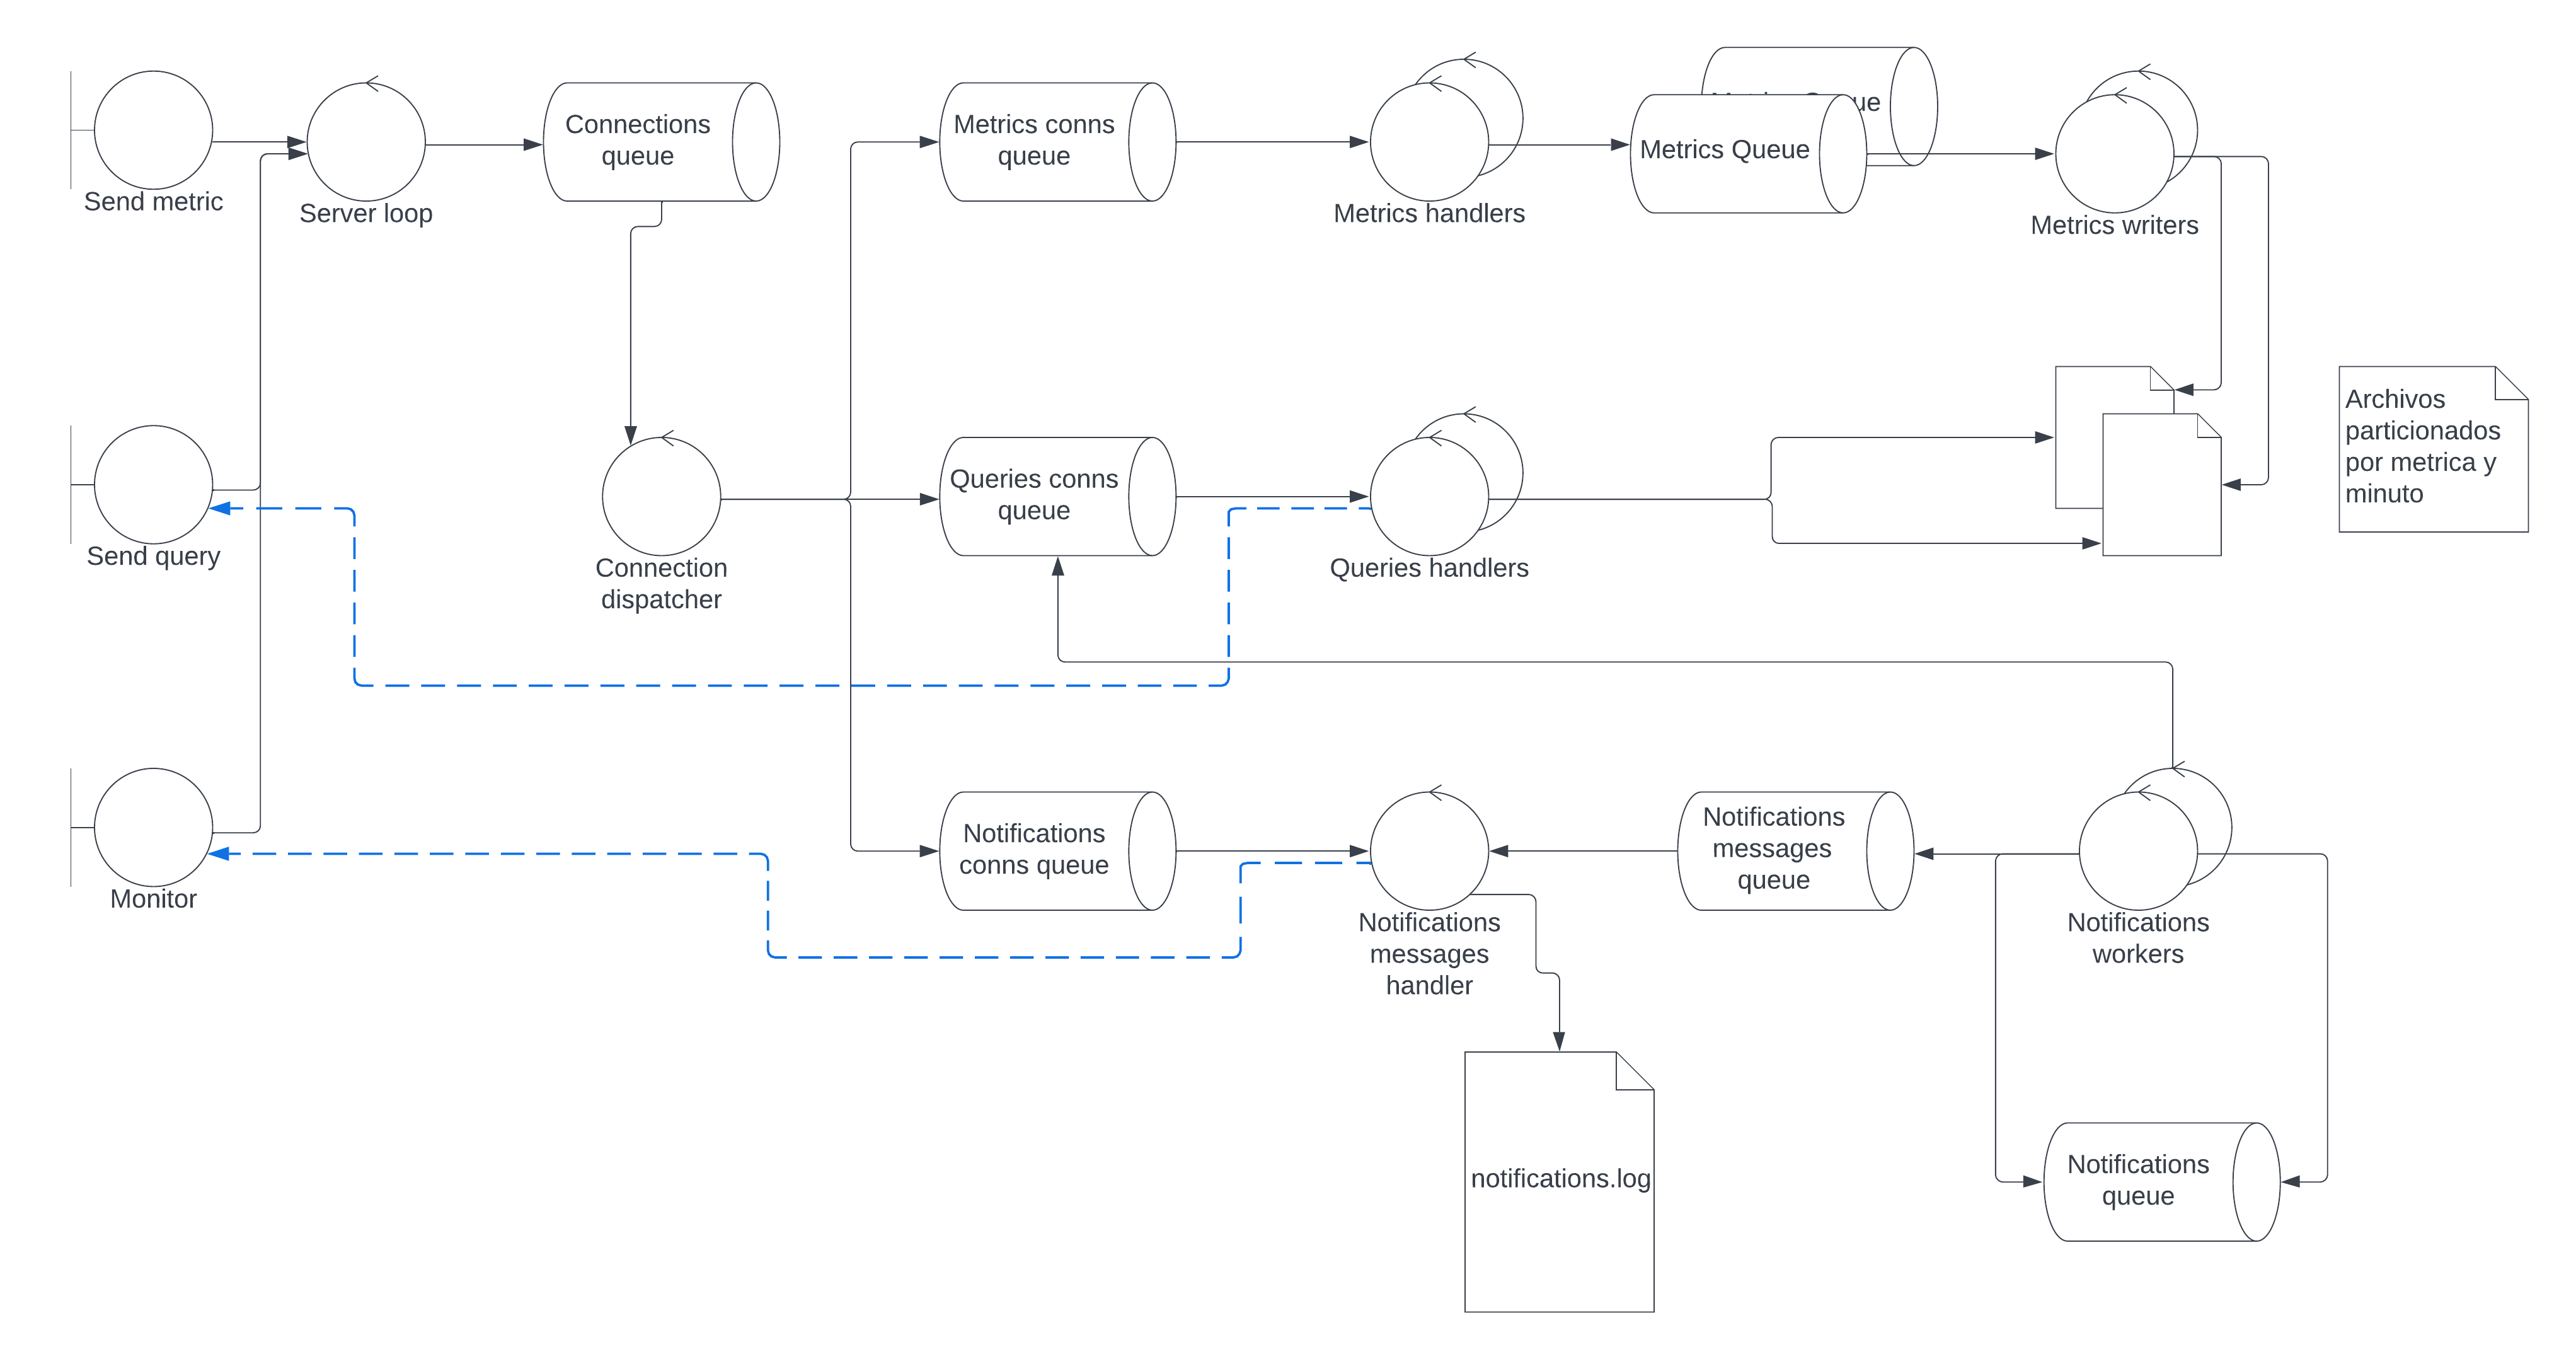 Send metric
Server loop
Connections
queue
Metrics conns
queue
Metrics handlers
Metrics Queue
Metrics writers
Send query
Connection
dispatcher
Queries conns
queue
Queries handlers
Archivos
particionados
por metrica y
minuto
Monitor
Notifications
conns queue
Notifications
messages
handler
Notifications
messages
queue
Notifications
workers
notifications.log
Notifications
queue